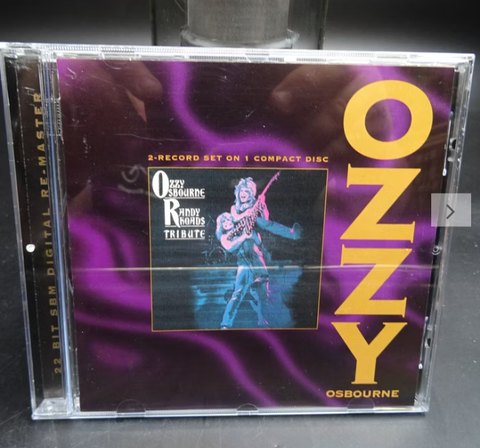 22 BIT SBM DIGITAL RE-MASTER
2-RECORD SET ON 1 COMPACT DISC
OZZY
OSBOURNE
RANDY
RHOADS
TRIBUTE
OZZY
OSBOURNE